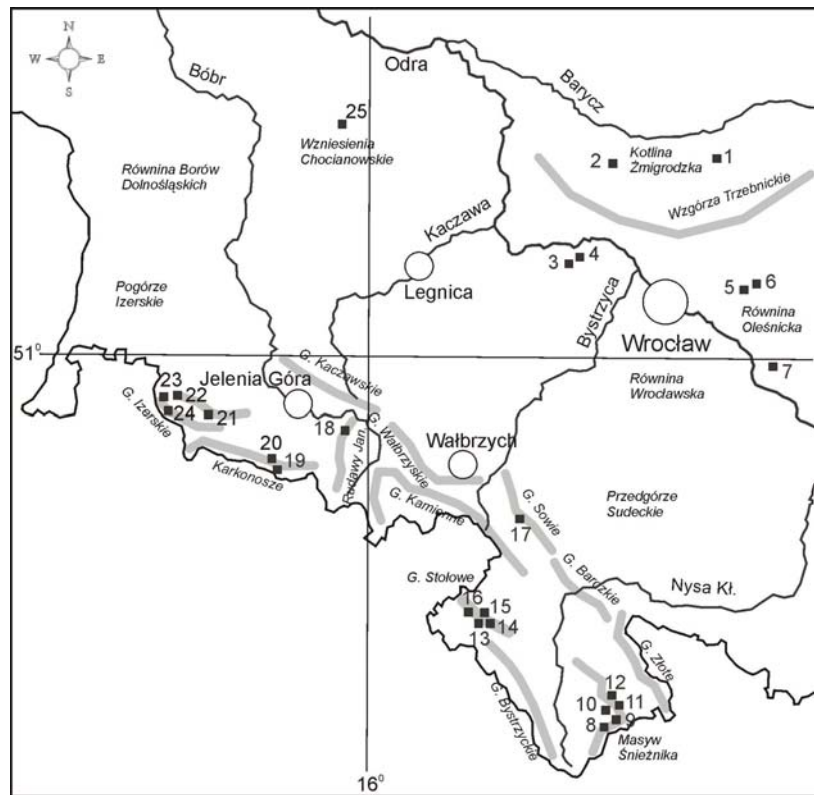 N
W E
S
Bóbr
Odra
Barycz
25
Wzniesienia
Chocianowskie
Równina Borów
Dolnośląskich
2
Kotlina
Żmigrodzka
1
Wzgórza Trzebnickie
Kaczawa
3 4
Legnica
Bystrzyca
5 6
Równina
Oleśnicka
Pogórze
Izerskie
Wrocław
51⁰
7
G. Kaczawskie
Równina
Wrocławska
Jelenia Góra
23 22
24 21
G. Izerskie
18
Rudawy Jan.
G. Wałbrzyskie
Wałbrzych
20
19
Karkonosze
G. Kamienne
G. Sowie
17
Przedgórze
Sudeckie
G. Bardzkie
Nysa Kł.
G. Stołowe
16 15
13 14
G. Złote
G. Bystrzyckie
12
10 11
8 9
Masyw
Śnieżnika
16⁰